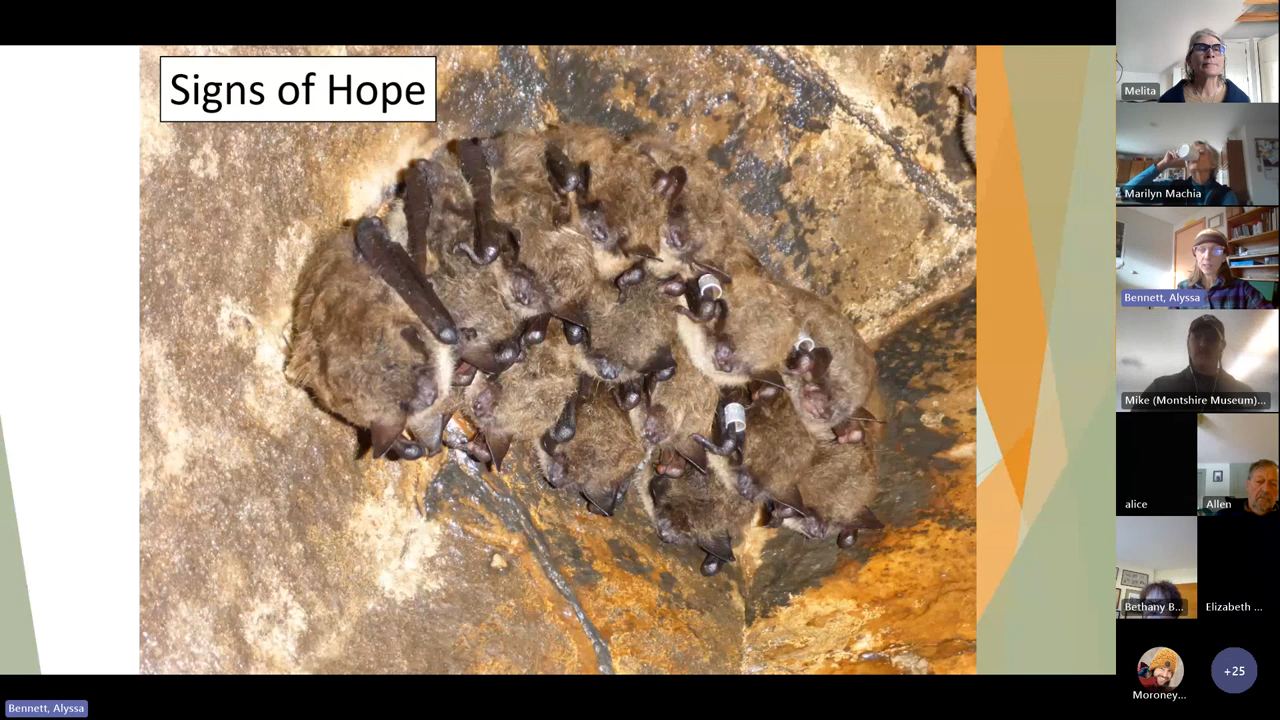 Signs of Hope
Melita
Marilyn Machia
Bennett, Alyssa
Mike (Montshire Museum)...
alice
Allen
Bethany B...
Elizabeth ...
Moroney...
+25
Bennett, Alyssa